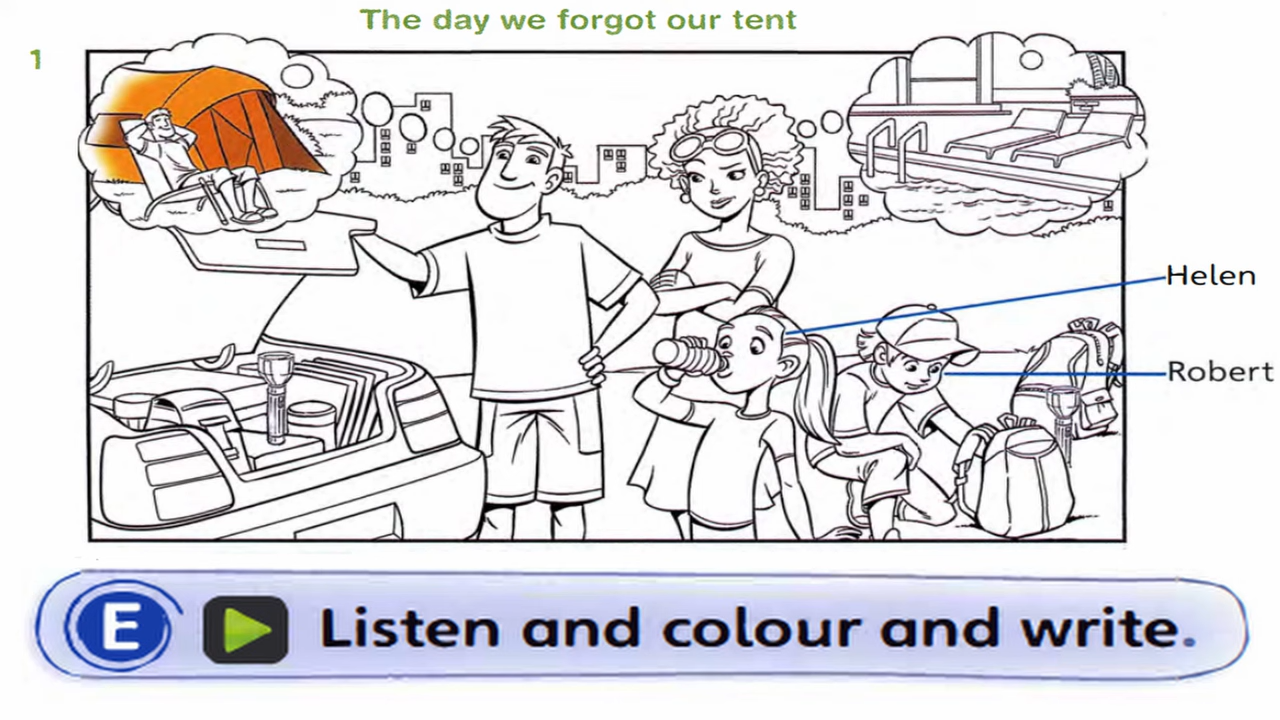 The day we forgot our tent
1
Helen
Robert
E Listen and colour and write.